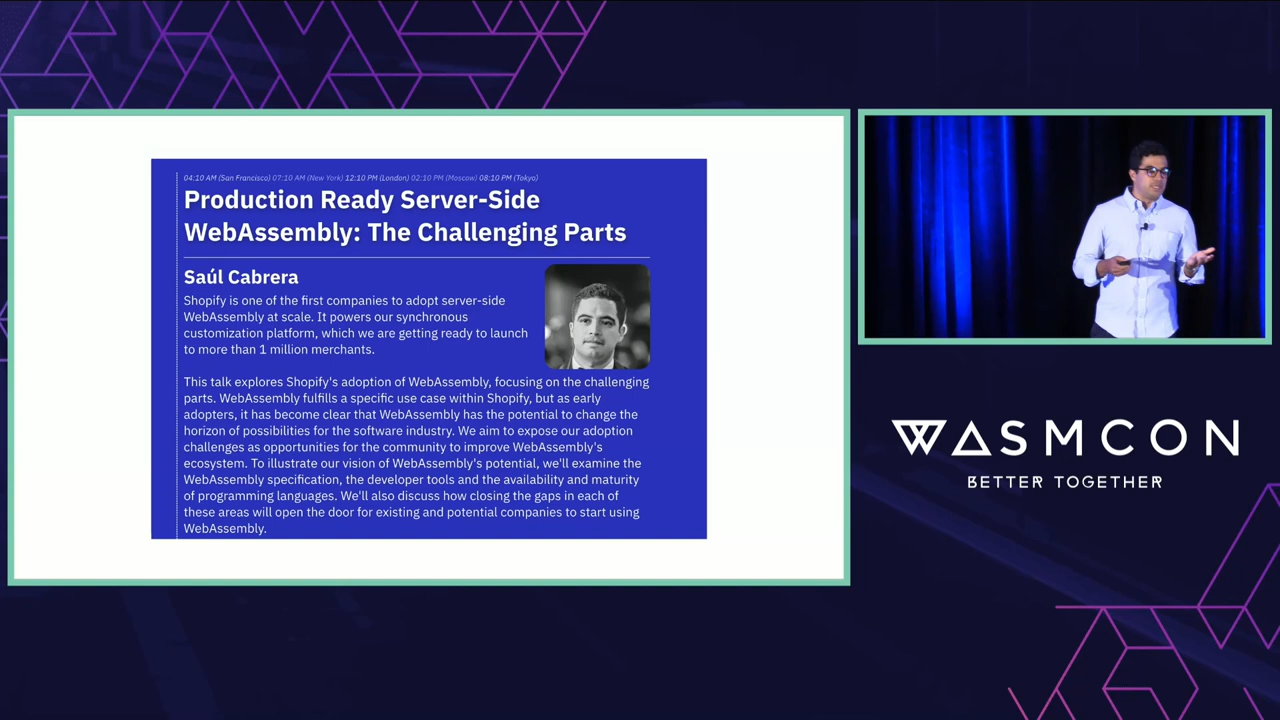 04:10 AM (San Francisco) 07:10 AM (New York) 12:10 PM (London) 02:10 PM (Moscow) 08:10 PM (Tokyo)
Production Ready Server-Side
WebAssembly: The Challenging Parts
Saúl Cabrera
Shopify is one of the first companies to adopt server-side
WebAssembly at scale. It powers our synchronous
customization platform, which we are getting ready to launch
to more than 1 million merchants.
This talk explores Shopify's adoption of WebAssembly, focusing on the challenging
parts. WebAssembly fulfills a specific use case within Shopify, but as early
adopters, it has become clear that WebAssembly has the potential to change the
horizon of possibilities for the software industry. We aim to expose our adoption
challenges as opportunities for the community to improve WebAssembly's
ecosystem. To illustrate our vision of WebAssembly's potential, we'll examine the
WebAssembly specification, the developer tools and the availability and maturity
of programming languages. We'll also discuss how closing the gaps in each of
these areas will open the door for existing and potential companies to start using
WebAssembly.
WASMCON
BETTER TOGETHER